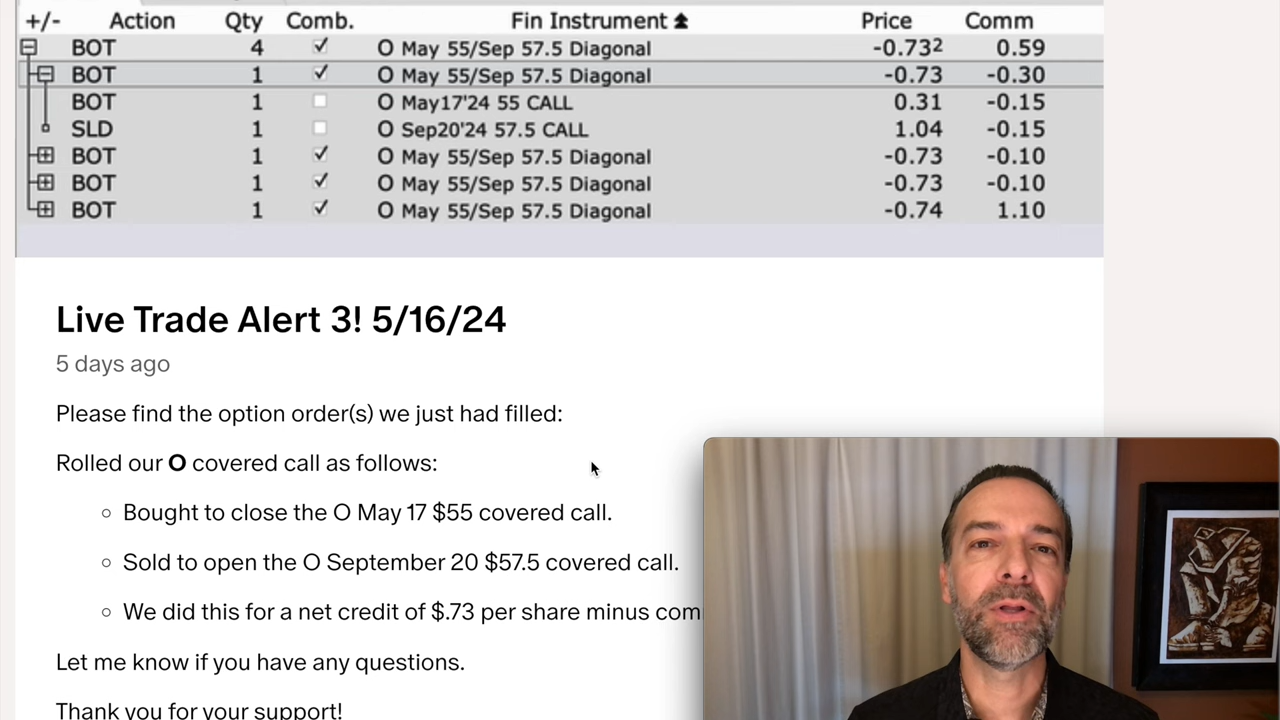 +/- Action Qty Comb. Fin Instrument Price Comm
BOT 4 ✓ O May 55/Sep 57.5 Diagonal -0.73² 0.59
BOT 1 ✓ O May 55/Sep 57.5 Diagonal -0.73 -0.30
BOT 1 O May17'24 55 CALL 0.31 -0.15
SLD 1 O Sep20'24 57.5 CALL 1.04 -0.15
BOT 1 ✓ O May 55/Sep 57.5 Diagonal -0.73 -0.10
BOT 1 ✓ O May 55/Sep 57.5 Diagonal -0.73 -0.10
BOT 1 ✓ O May 55/Sep 57.5 Diagonal -0.74 1.10
Live Trade Alert 3! 5/16/24
5 days ago
Please find the option order(s) we just had filled:
Rolled our O covered call as follows:
Bought to close the O May 17 $55 covered call.
Sold to open the O September 20 $57.5 covered call.
We did this for a net credit of $.73 per share minus com
Let me know if you have any questions.
Thank you for your support!